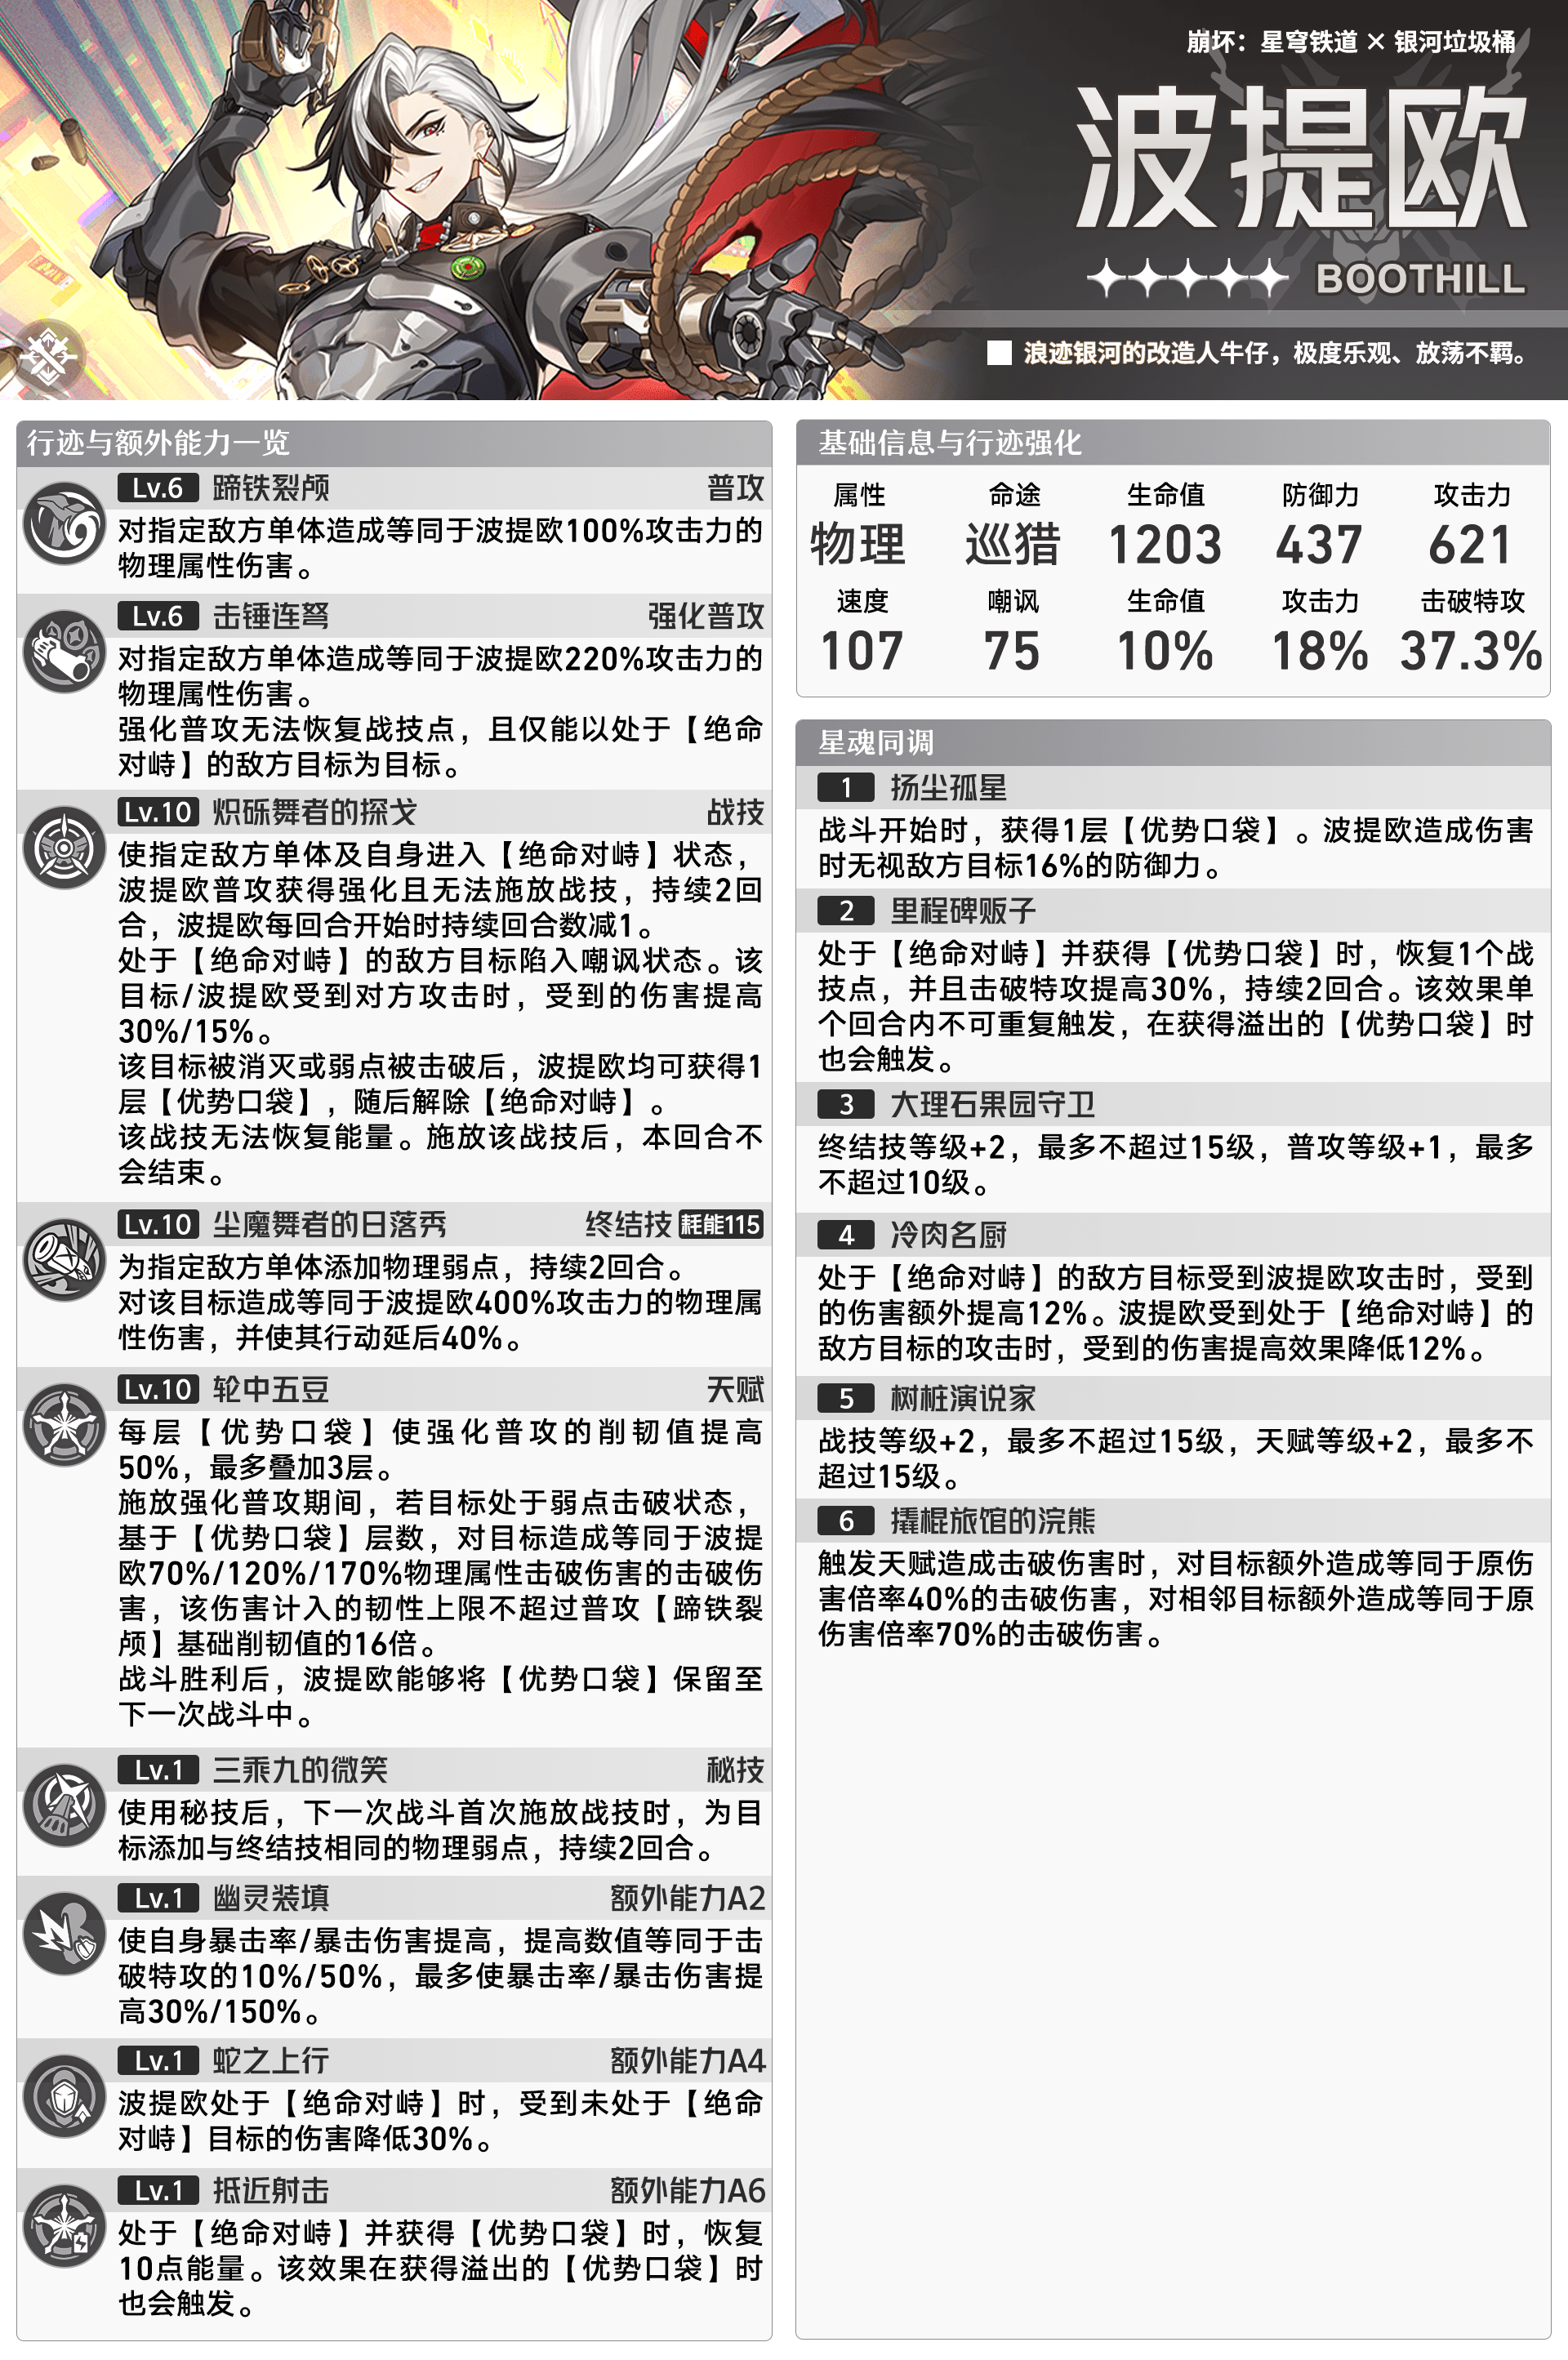 崩坏：星穹铁道 × 银河垃圾桶
波提欧
BOOTHILL
浪迹银河的改造人牛仔，极度乐观、放荡不羁。
行迹与额外能力一览
Lv.6 蹄铁裂颅 普攻
对指定敌方单体造成等同于波提欧100%攻击力的
物理属性伤害。
Lv.6 击锤连弩 强化普攻
对指定敌方单体造成等同于波提欧220%攻击力的
物理属性伤害。
强化普攻无法恢复战技点，且仅能以处于【绝命
对峙】的敌方目标为目标。
Lv.10 炽砾舞者的探戈 战技
使指定敌方单体及自身进入【绝命对峙】状态，
波提欧普攻获得强化且无法施放战技，持续2回
合，波提欧每回合开始时持续回合数减1。
处于【绝命对峙】的敌方目标陷入嘲讽状态。该
目标/波提欧受到对方攻击时，受到的伤害提高
30%/15%。
该目标被消灭或弱点被击破后，波提欧均可获得1
层【优势口袋】，随后解除【绝命对峙】。
该战技无法恢复能量。施放该战技后，本回合不
会结束。
Lv.10 尘魔舞者的日落秀 终结技 耗能115
为指定敌方单体添加物理弱点，持续2回合。
对该目标造成等同于波提欧400%攻击力的物理属
性伤害，并使其行动延后40%。
Lv.10 轮中五豆 天赋
每层【优势口袋】使强化普攻的削韧值提高
50%，最多叠加3层。
施放强化普攻期间，若目标处于弱点击破状态，
基于【优势口袋】层数，对目标造成等同于波提
欧70%/120%/170%物理属性击破伤害的击破伤
害，该伤害计入的韧性上限不超过普攻【蹄铁裂
颅】基础削韧值的16倍。
战斗胜利后，波提欧能够将【优势口袋】保留至
下一次战斗中。
Lv.1 三乘九的微笑 秘技
使用秘技后，下一次战斗首次施放战技时，为目
标添加与终结技相同的物理弱点，持续2回合。
Lv.1 幽灵装填 额外能力A2
使自身暴击率/暴击伤害提高，提高数值等同于击
破特攻的10%/50%，最多使暴击率/暴击伤害提
高30%/150%。
Lv.1 蛇之上行 额外能力A4
波提欧处于【绝命对峙】时，受到未处于【绝命
对峙】目标的伤害降低30%。
Lv.1 抵近射击 额外能力A6
处于【绝命对峙】并获得【优势口袋】时，恢复
10点能量。该效果在获得溢出的【优势口袋】时
也会触发。
基础信息与行迹强化
属性 命途 生命值 防御力 攻击力
物理 巡猎 1203 437 621
速度 嘲讽 生命值 攻击力 击破特攻
107 75 10% 18% 37.3%
星魂同调
1 扬尘孤星
战斗开始时，获得1层【优势口袋】。波提欧造成伤害
时无视敌方目标16%的防御力。
2 里程碑贩子
处于【绝命对峙】并获得【优势口袋】时，恢复1个战
技点，并且击破特攻提高30%，持续2回合。该效果单
个回合内不可重复触发，在获得溢出的【优势口袋】时
也会触发。
3 大理石果园守卫
终结技等级+2，最多不超过15级，普攻等级+1，最多
不超过10级。
4 冷肉名厨
处于【绝命对峙】的敌方目标受到波提欧攻击时，受到
的伤害额外提高12%。波提欧受到处于【绝命对峙】的
敌方目标的攻击时，受到的伤害提高效果降低12%。
5 树桩演说家
战技等级+2，最多不超过15级，天赋等级+2，最多不
超过15级。
6 撬棍旅馆的浣熊
触发天赋造成击破伤害时，对目标额外造成等同于原伤
害倍率40%的击破伤害，对相邻目标额外造成等同于原
伤害倍率70%的击破伤害。